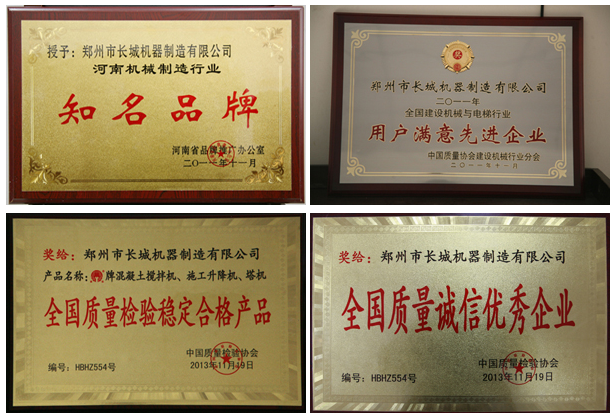 授予：郑州市长城机器制造有限公司
河南机械制造行业
知名品牌
河南省品牌推广办公室
二〇一一年十一月
奖
郑州市长城机器制造有限公司
二〇一一年
全国建设机械与电梯行业
用户满意先进企业
中国质量协会建设机械行业分会
二〇一一年十一月
奖给：郑州市长城机器制造有限公司
产品名称：牌混凝土搅拌机、施工升降机、塔机
全国质量检验稳定合格产品
中国质量检验协会
编号：HBHZ554号
2013年11月19日
奖给：郑州市长城机器制造有限公司
全国质量诚信优秀企业
中国质量检验协会
编号：HBHZ554号
2013年11月19日